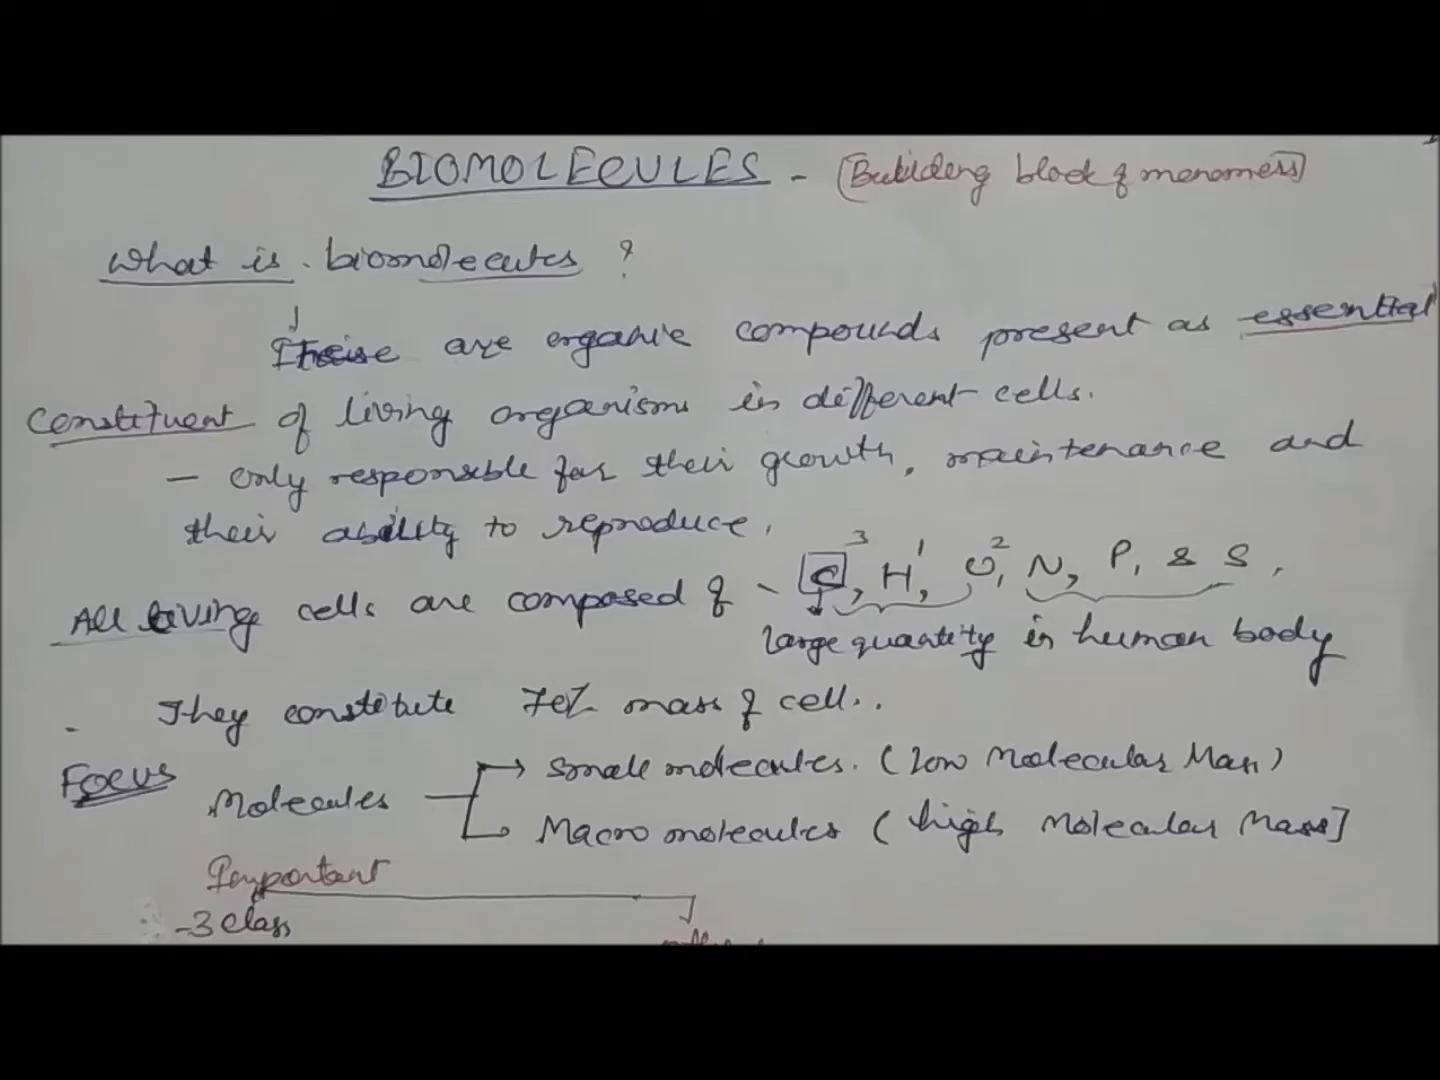 BIOMOLECULES - (Building block of monomers)
What is biomolecules ?
These are organic compounds present as essential
constituent of living organisms in different cells.
- only responsible for their growth, maintenance and
their ability to reproduce.
All living cells are composed of - C,³ H,¹ O,² N, P, & S,
large quantity in human body
- They constitute mass of cell..
Focus
Molecules → Small molecules. (low Molecular Mass)
→ Macro molecules (high Molecular Mass]
Important
- 3 class